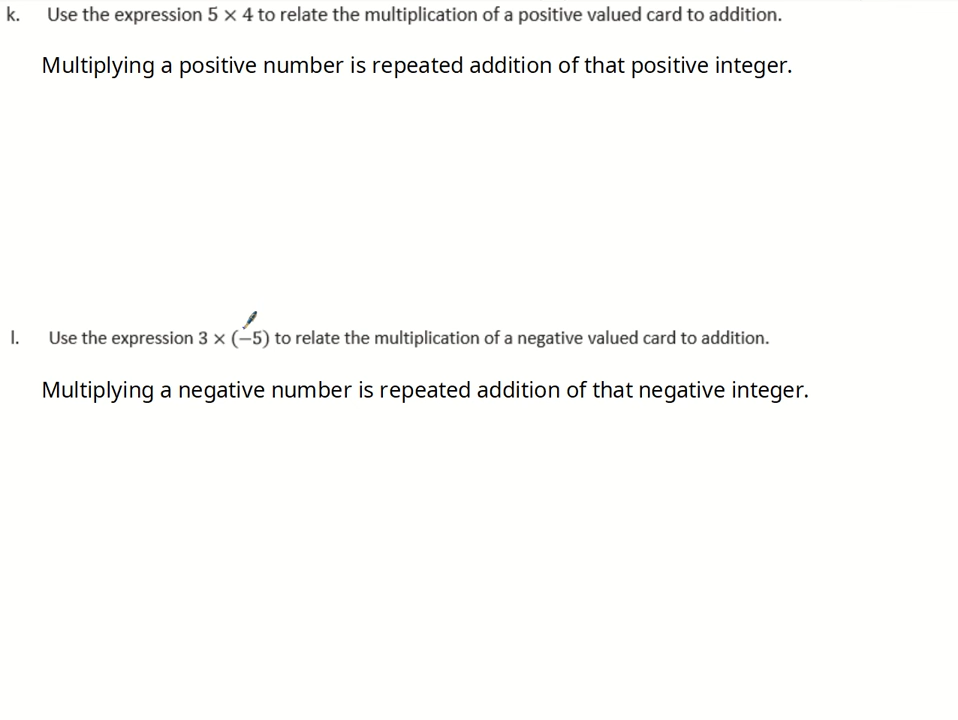 k. Use the expression 5 × 4 to relate the multiplication of a positive valued card to addition.
Multiplying a positive number is repeated addition of that positive integer.
l. Use the expression 3 × (−5) to relate the multiplication of a negative valued card to addition.
Multiplying a negative number is repeated addition of that negative integer.